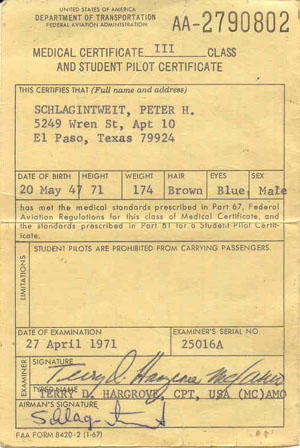 UNITED STATES OF AMERICA
DEPARTMENT OF TRANSPORTATION
FEDERAL AVIATION ADMINISTRATION
AA-2790802
MEDICAL CERTIFICATE III CLASS
AND STUDENT PILOT CERTIFICATE
THIS CERTIFIES THAT (Full name and address)
SCHLAGINTWEIT, PETER H.
5249 Wren St, Apt 10
El Paso, Texas 79924
DATE OF BIRTH HEIGHT WEIGHT HAIR EYES SEX
20 May 47 71 174 Brown Blue Male
has met the medical standards prescribed in Part 67, Federal
Aviation Regulations for this class of Medical Certificate, and
the standards prescribed in Part 61 for a Student Pilot Certif-
icate.
LIMITATIONS
STUDENT PILOTS ARE PROHIBITED FROM CARRYING PASSENGERS.
DATE OF EXAMINATION EXAMINER'S SERIAL NO.
27 April 1971 25016A
EXAMINER
SIGNATURE
Terry D Hargrove
TYPED NAME
TERRY D. HARGROVE, CPT, USA (MC)AMO
AIRMAN'S SIGNATURE
FAA FORM 8420-2 (1-67)